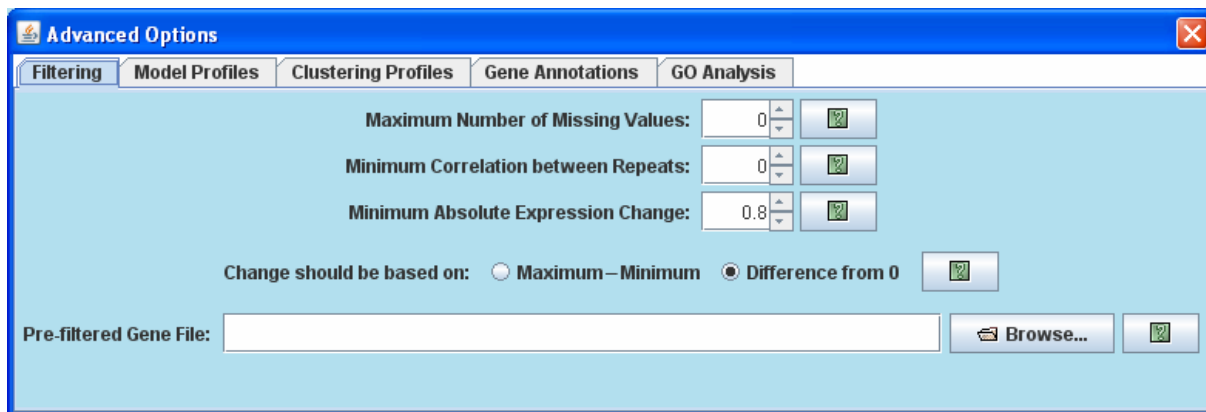 Advanced Options
Filtering Model Profiles Clustering Profiles Gene Annotations GO Analysis
Maximum Number of Missing Values: 0
Minimum Correlation between Repeats: 0
Minimum Absolute Expression Change: 0.8
Change should be based on: Maximum−Minimum Difference from 0
Pre-filtered Gene File: Browse...